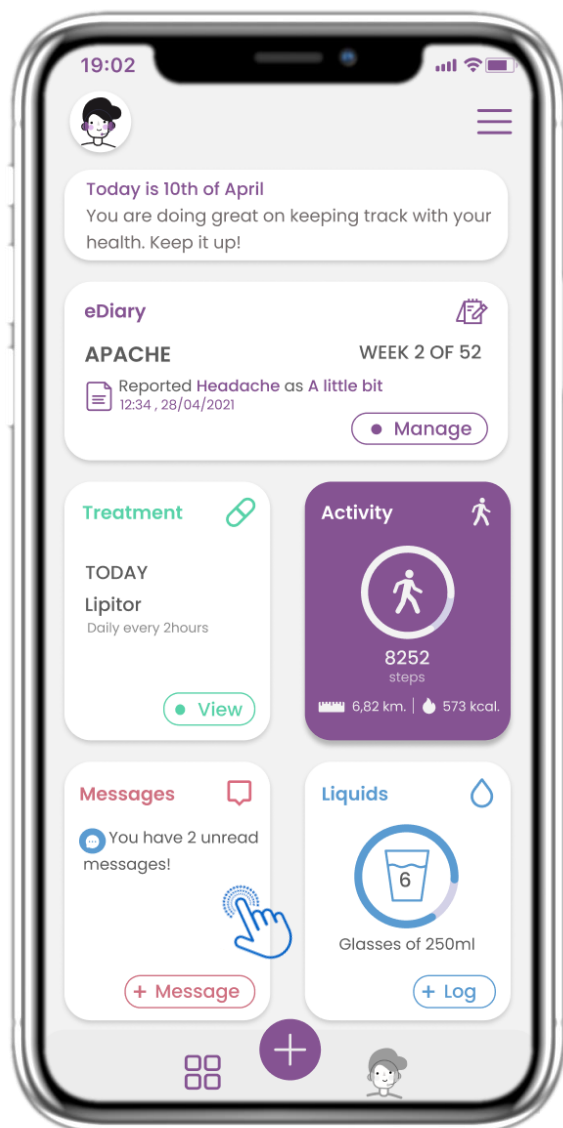 19:02
Today is 10th of April
You are doing great on keeping track with your
health. Keep it up!
eDiary
APACHE
WEEK 2 OF 52
Reported Headache as A little bit
12:34 , 28/04/2021
Manage
Treatment
TODAY
Lipitor
Daily every 2hours
View
Activity
8252
steps
6,82 km.
573 kcal.
Messages
You have 2 unread
messages!
+ Message
Liquids
6
Glasses of 250ml
+ Log